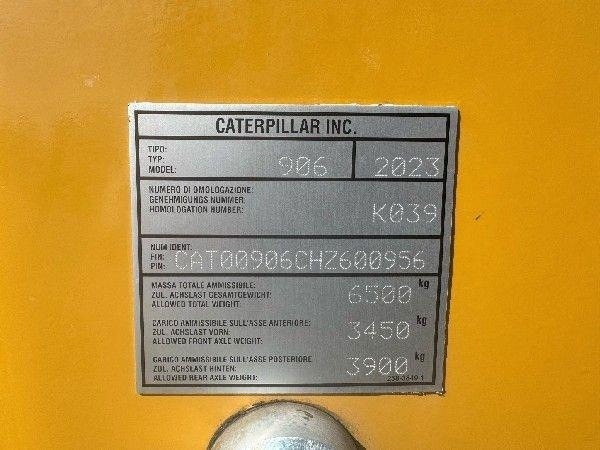 CATERPILLAR INC.
TIPO:
TYP:
MODEL: 906 2023
NUMERO DI OMOLOGAZIONE:
GENEHMIGUNGS NUMMER:
HOMOLOGATION NUMBER: K039
NUM IDENT:
FIN:
PIN: CAT00906CHZ600956
MASSA TOTALE AMMISSIBILE:
ZUL. ACHSLAST GESAMTGEWICHT:
ALLOWED TOTAL WEIGHT: 6500 kg
CARICO AMMISSIBILE SULL'ASSE ANTERIORE:
ZUL. ACHSLAST VORN:
ALLOWED FRONT AXLE WEIGHT: 3450 kg
CARICO AMMISSIBILE SULL'ASSE POSTERIORE
ZUL. ACHSLAST HINTEN:
ALLOWED REAR AXLE WEIGHT: 3900 kg